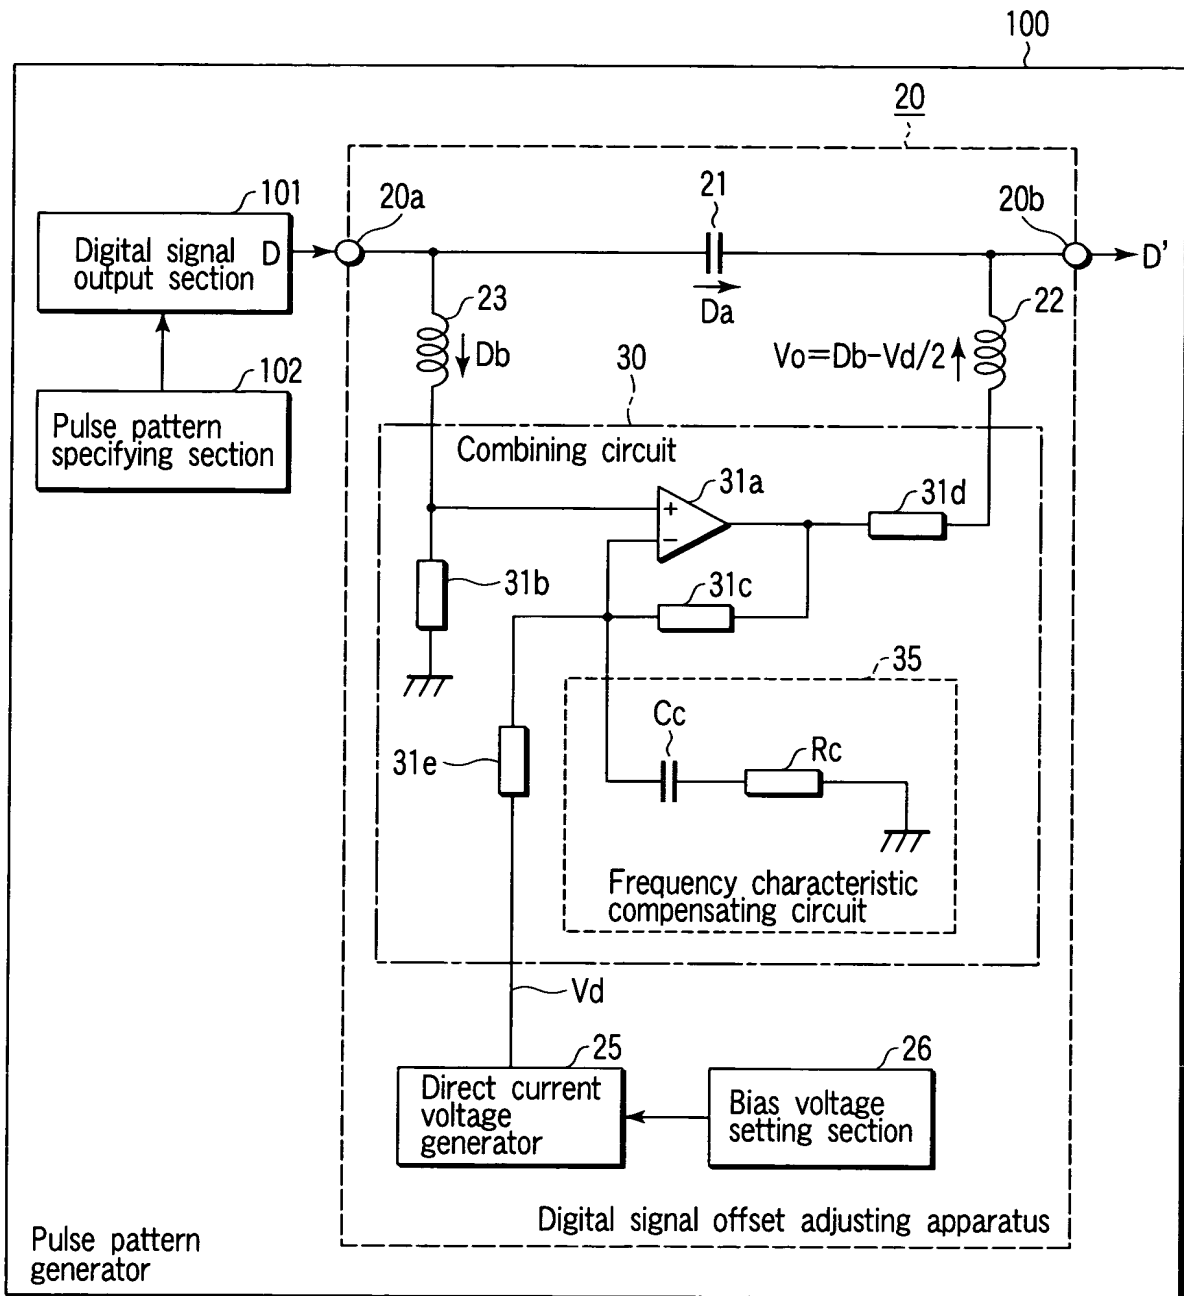 100
20
101
20a
21
20b
Digital signal D
output section
D'
Da
23
22
Db
Vo=Db-Vd/2
102
30
Pulse pattern
specifying section
Combining circuit
31a
31d
+
−
31b
31c
35
Cc
Rc
31e
Frequency characteristic
compensating circuit
Vd
25
26
Direct current
voltage
generator
Bias voltage
setting section
Digital signal offset adjusting apparatus
Pulse pattern
generator